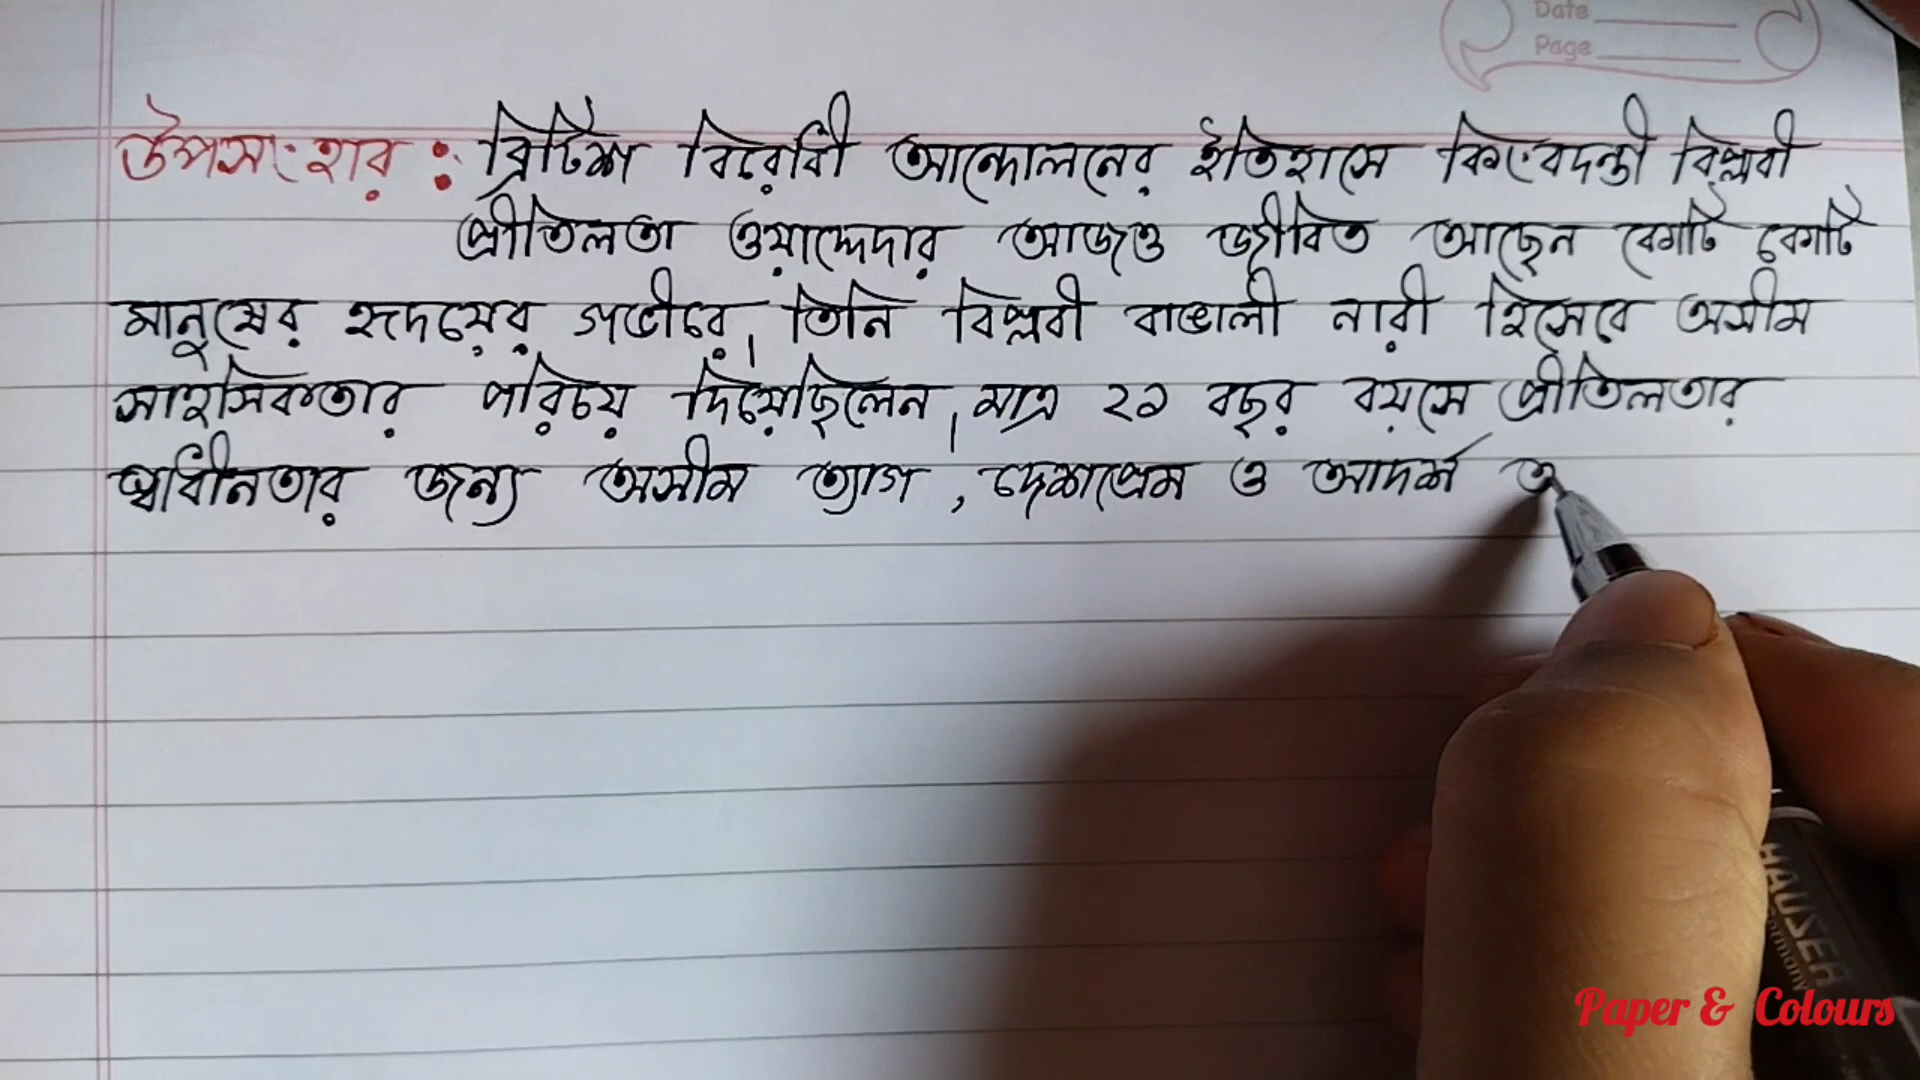 Date
Page
উপসংহার : ব্রিটিশ বিরোধী আন্দোলনের ইতিহাসে কিংবদন্তী বিপ্লবী
প্রীতিলতা ওয়াদ্দেদার আজও জীবিত আছেন কোটি কোটি
মানুষের হৃদয়ের গভীরে। তিনি বিপ্লবী বাঙালী নারী হিসেবে অসীম
সাহসিকতার পরিচয় দিয়েছিলেন। মাত্র ২১ বছর বয়সে প্রীতিলতার
স্বাধীনতার জন্য অসীম ত্যাগ, দেশপ্রেম ও আদর্শ
HAUSER
Paper & Colours